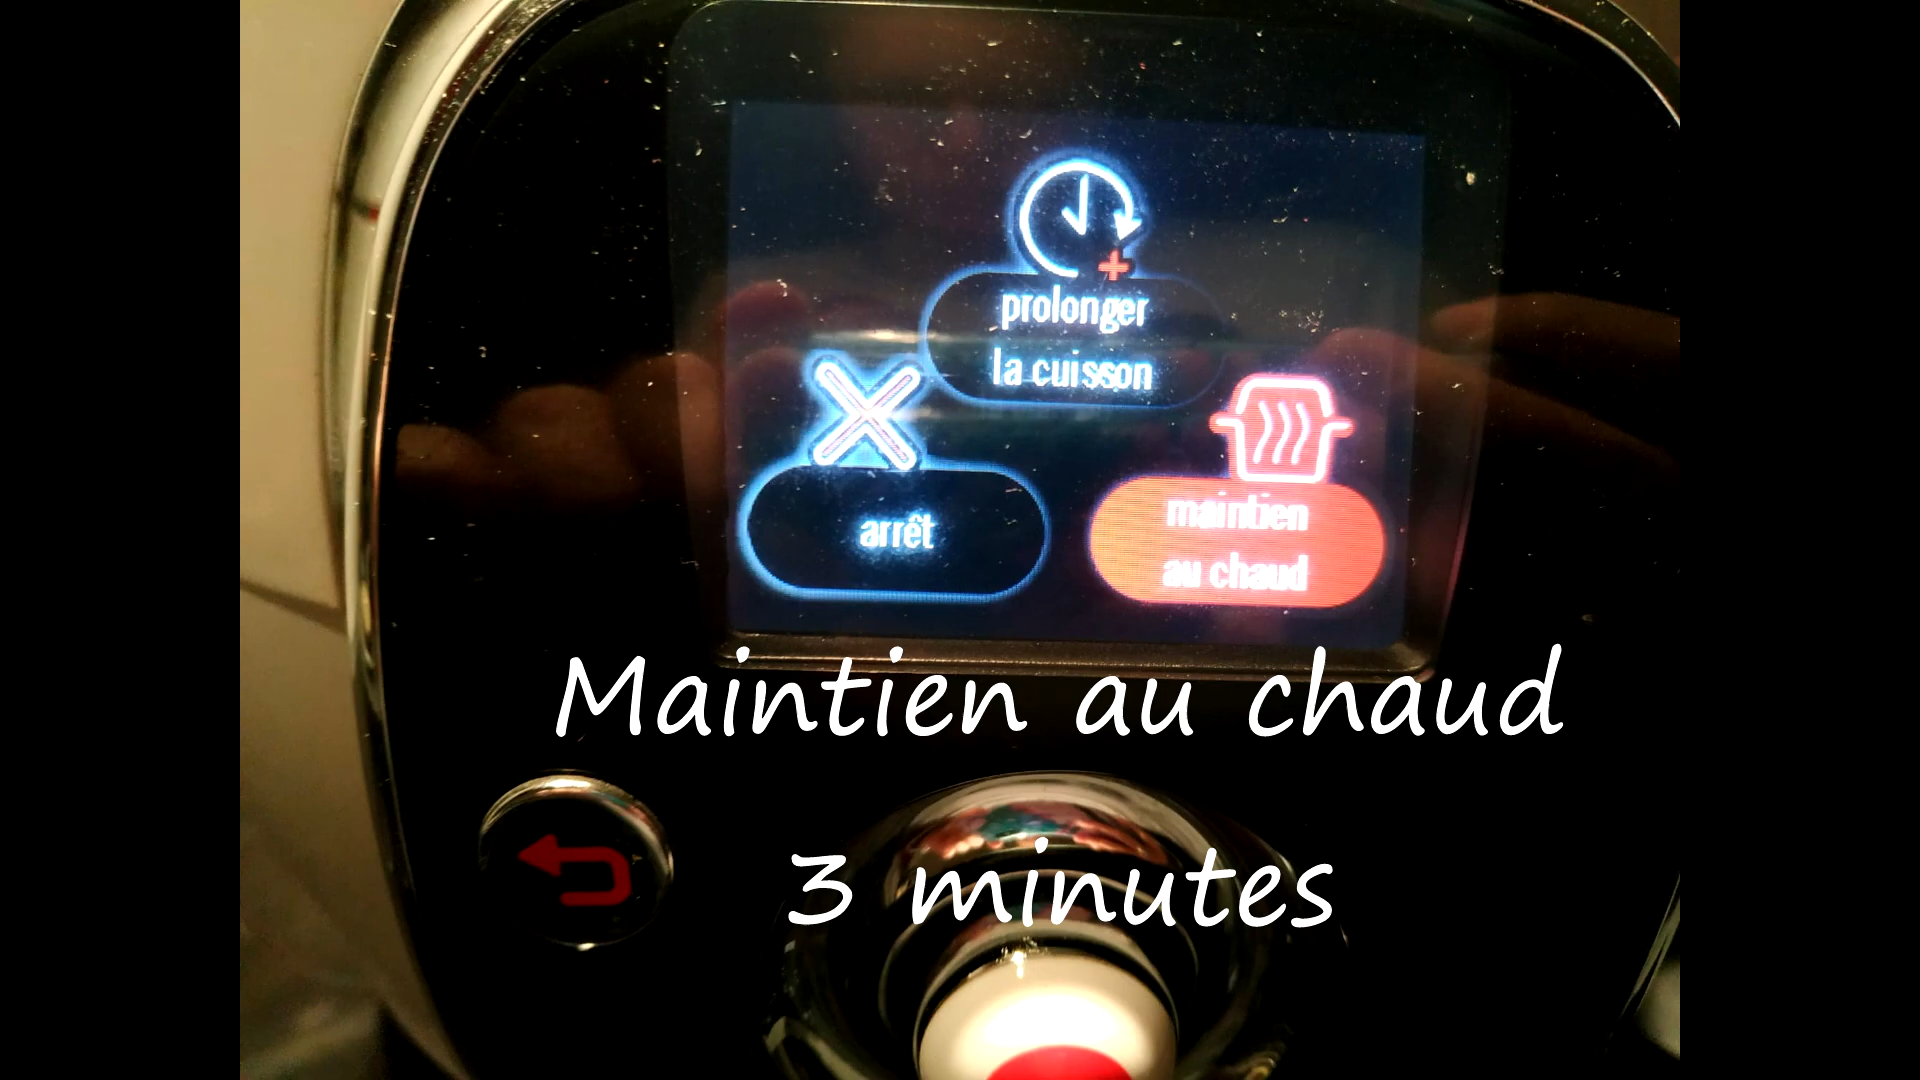 prolonger
la cuisson
arrêt
maintien
au chaud
Maintien au chaud
3 minutes